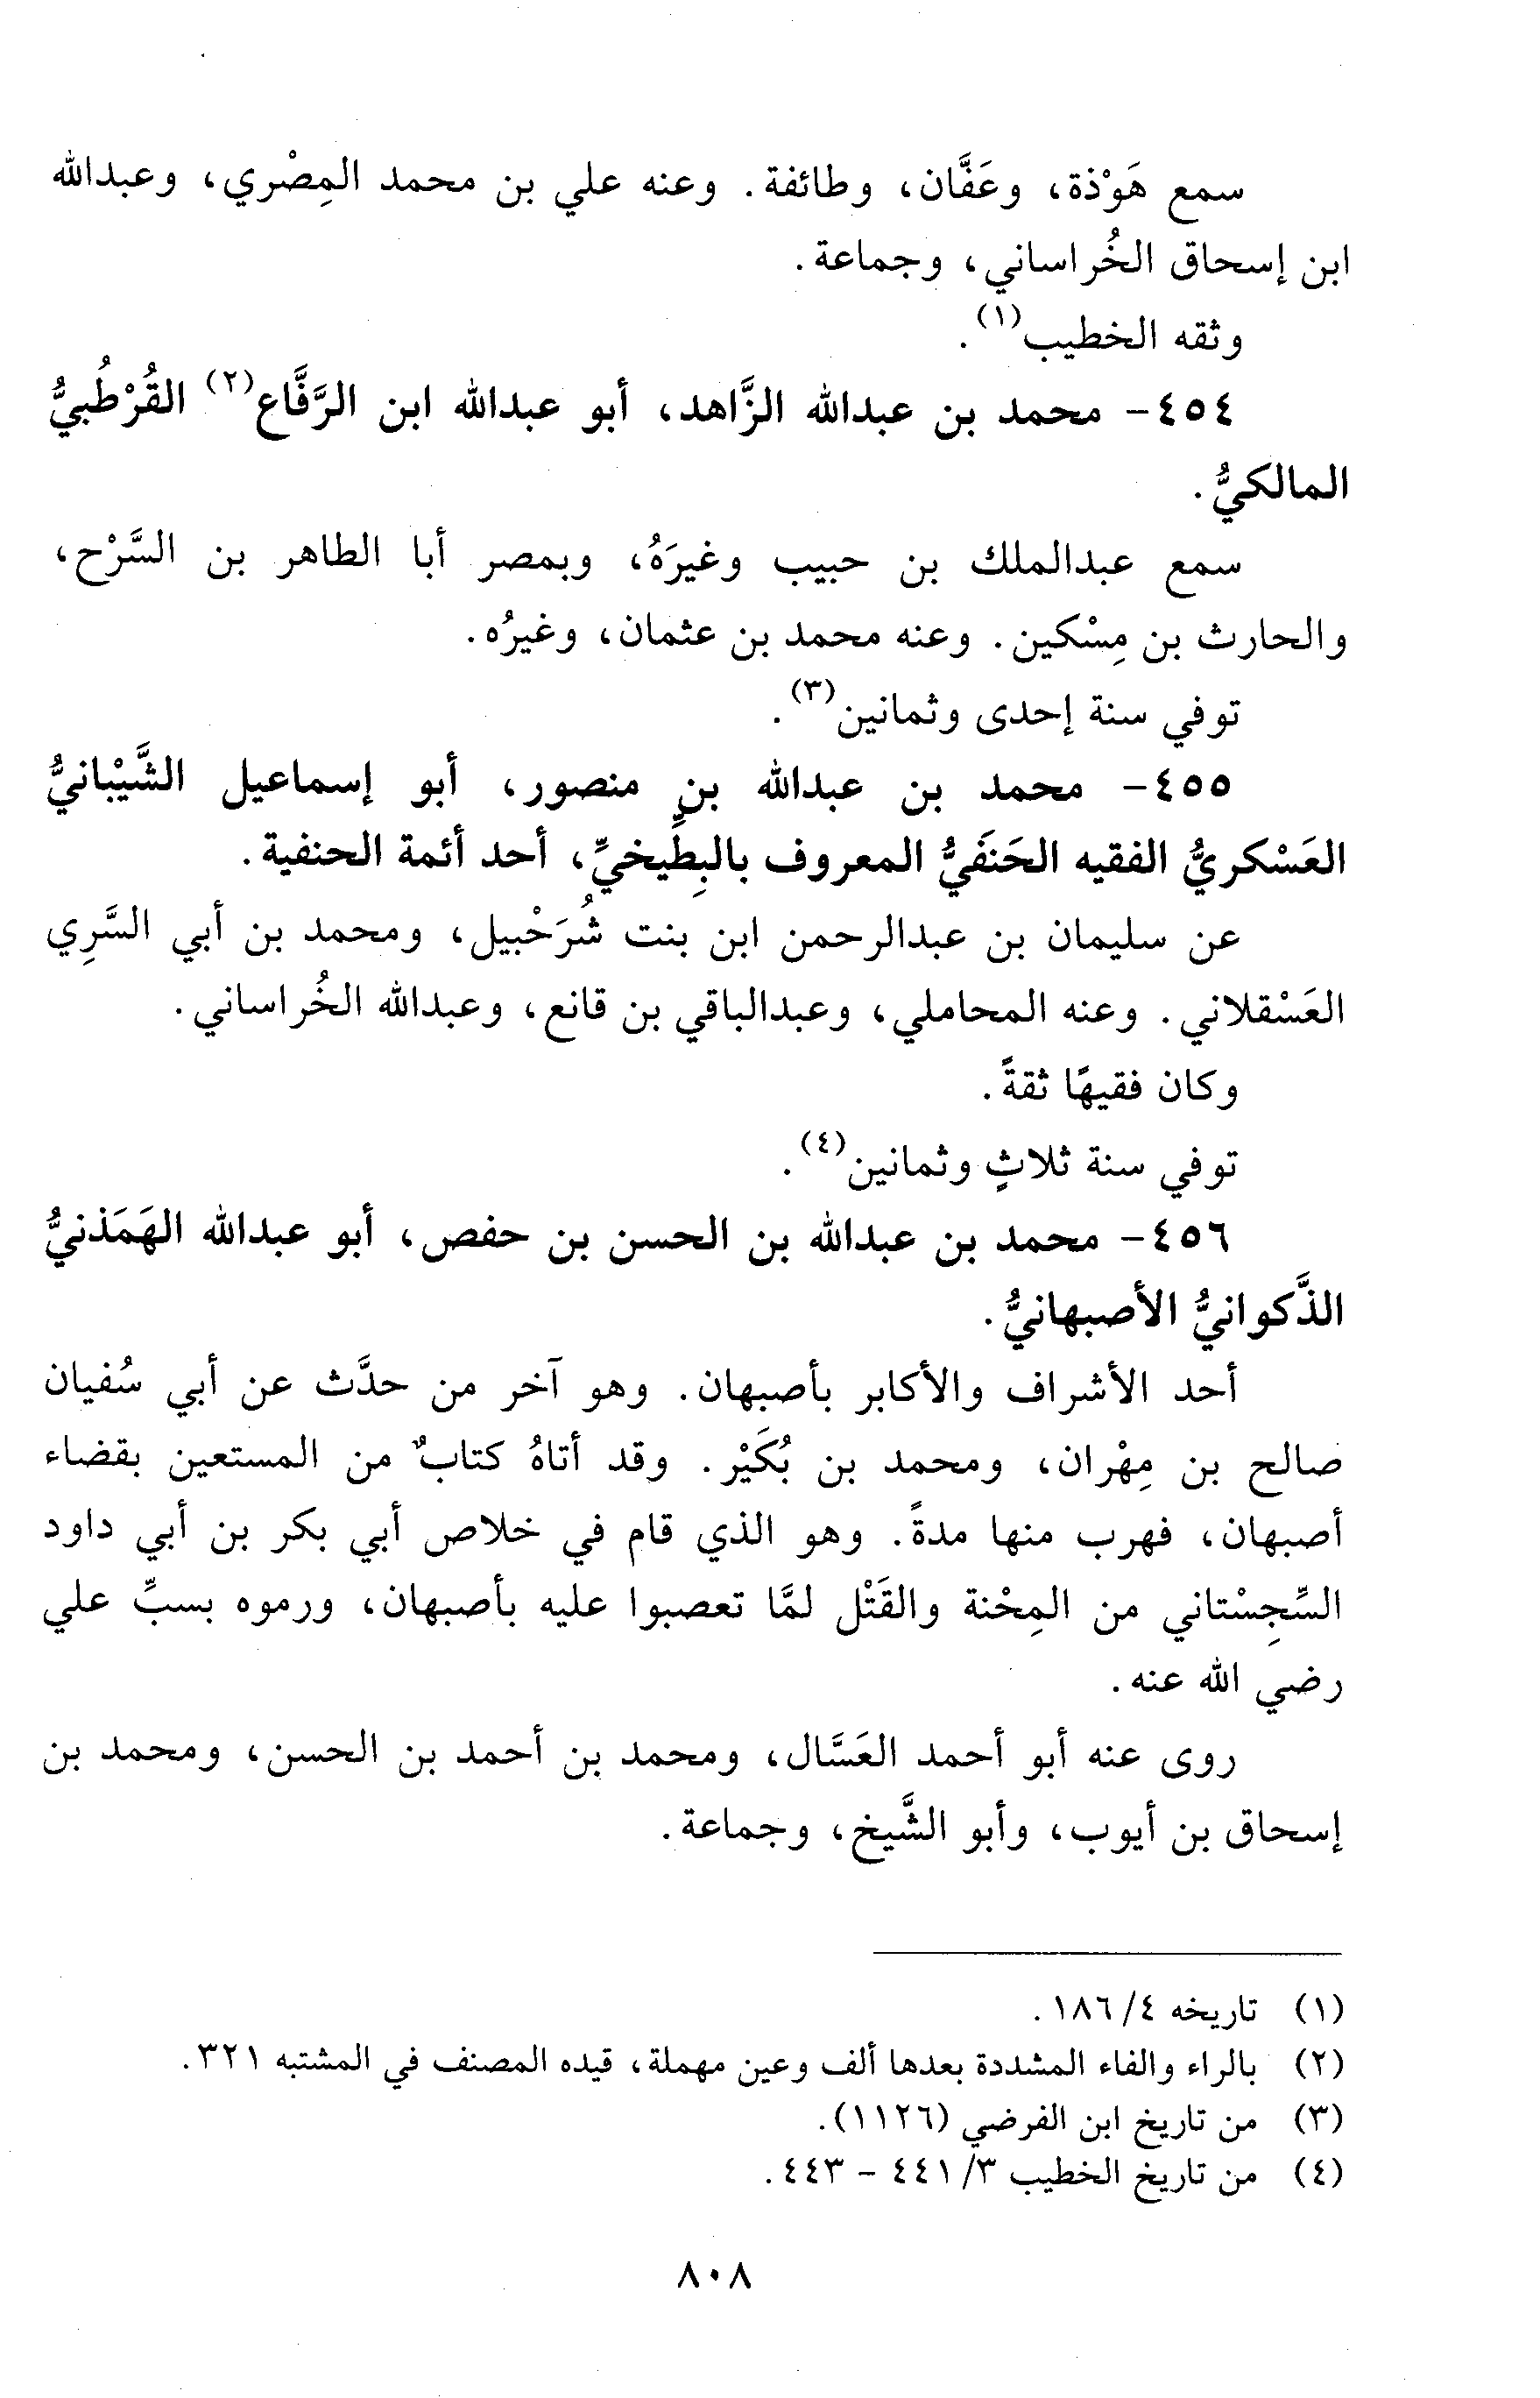 سمع هَوْذة، وعَفَّان، وطائفة. وعنه علي بن محمد المِصْري، وعبدالله
ابن إسحاق الخُراساني، وجماعة.
وثقه الخطيب(١).
٤٥٤- محمد بن عبدالله الزَّاهد، أبو عبدالله ابن الرَّفَّاع(٢) القُرْطُبيُّ
المالكيُّ.
سمع عبدالملك بن حبيب وغيرَهُ، وبمصر أبا الطاهر بن السَّرْح،
والحارث بن مِسْكين. وعنه محمد بن عثمان، وغيرُه.
توفي سنة إحدى وثمانين(٣).
٤٥٥- محمد بن عبدالله بن منصور، أبو إسماعيل الشَّيْبانيُّ
العَسْكريُّ الفقيه الحَنَفيُّ المعروف بالبِطِّيخيِّ، أحد أئمة الحنفية.
عن سليمان بن عبدالرحمن ابن بنت شُرَحْبيل، ومحمد بن أبي السَّرِي
العَسْقلاني. وعنه المحاملي، وعبدالباقي بن قانع، وعبدالله الخُراساني.
وكان فقيهًا ثقةً.
توفي سنة ثلاثٍ وثمانين(٤).
٤٥٦- محمد بن عبدالله بن الحسن بن حفص، أبو عبدالله الهَمَذنيُّ
الذَّكوانيُّ الأصبهانيُّ.
أحد الأشراف والأكابر بأصبهان. وهو آخر من حدَّث عن أبي سُفيان
صالح بن مِهْران، ومحمد بن بُكَيْر. وقد أتاهُ كتابٌ من المستعين بقضاء
أصبهان، فهرب منها مدةً. وهو الذي قام في خلاص أبي بكر بن أبي داود
السِّجِسْتاني من المِحْنة والقَتْل لمَّا تعصبوا عليه بأصبهان، ورموه بسبِّ علي
رضي الله عنه.
روى عنه أبو أحمد العَسَّال، ومحمد بن أحمد بن الحسن، ومحمد بن
إسحاق بن أيوب، وأبو الشَّيخ، وجماعة.
(١) تاريخه ٤/ ١٨٦.
(٢) بالراء والفاء المشددة بعدها ألف وعين مهملة، قيده المصنف في المشتبه ٣٢١.
(٣) من تاريخ ابن الفرضي (١١٢٦).
(٤) من تاريخ الخطيب ٣/ ٤٤١ - ٤٤٣.
٨٠٨